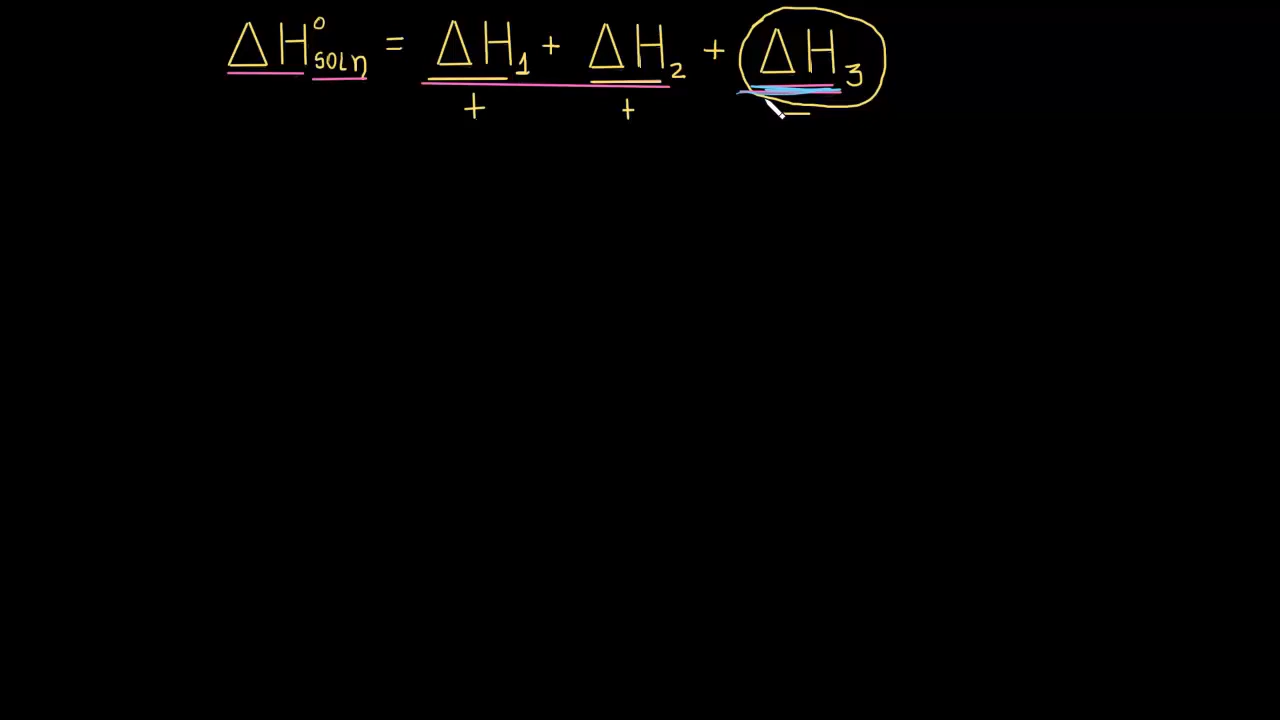 ΔH°soln = ΔH1 + ΔH2 + ΔH3
+ + −